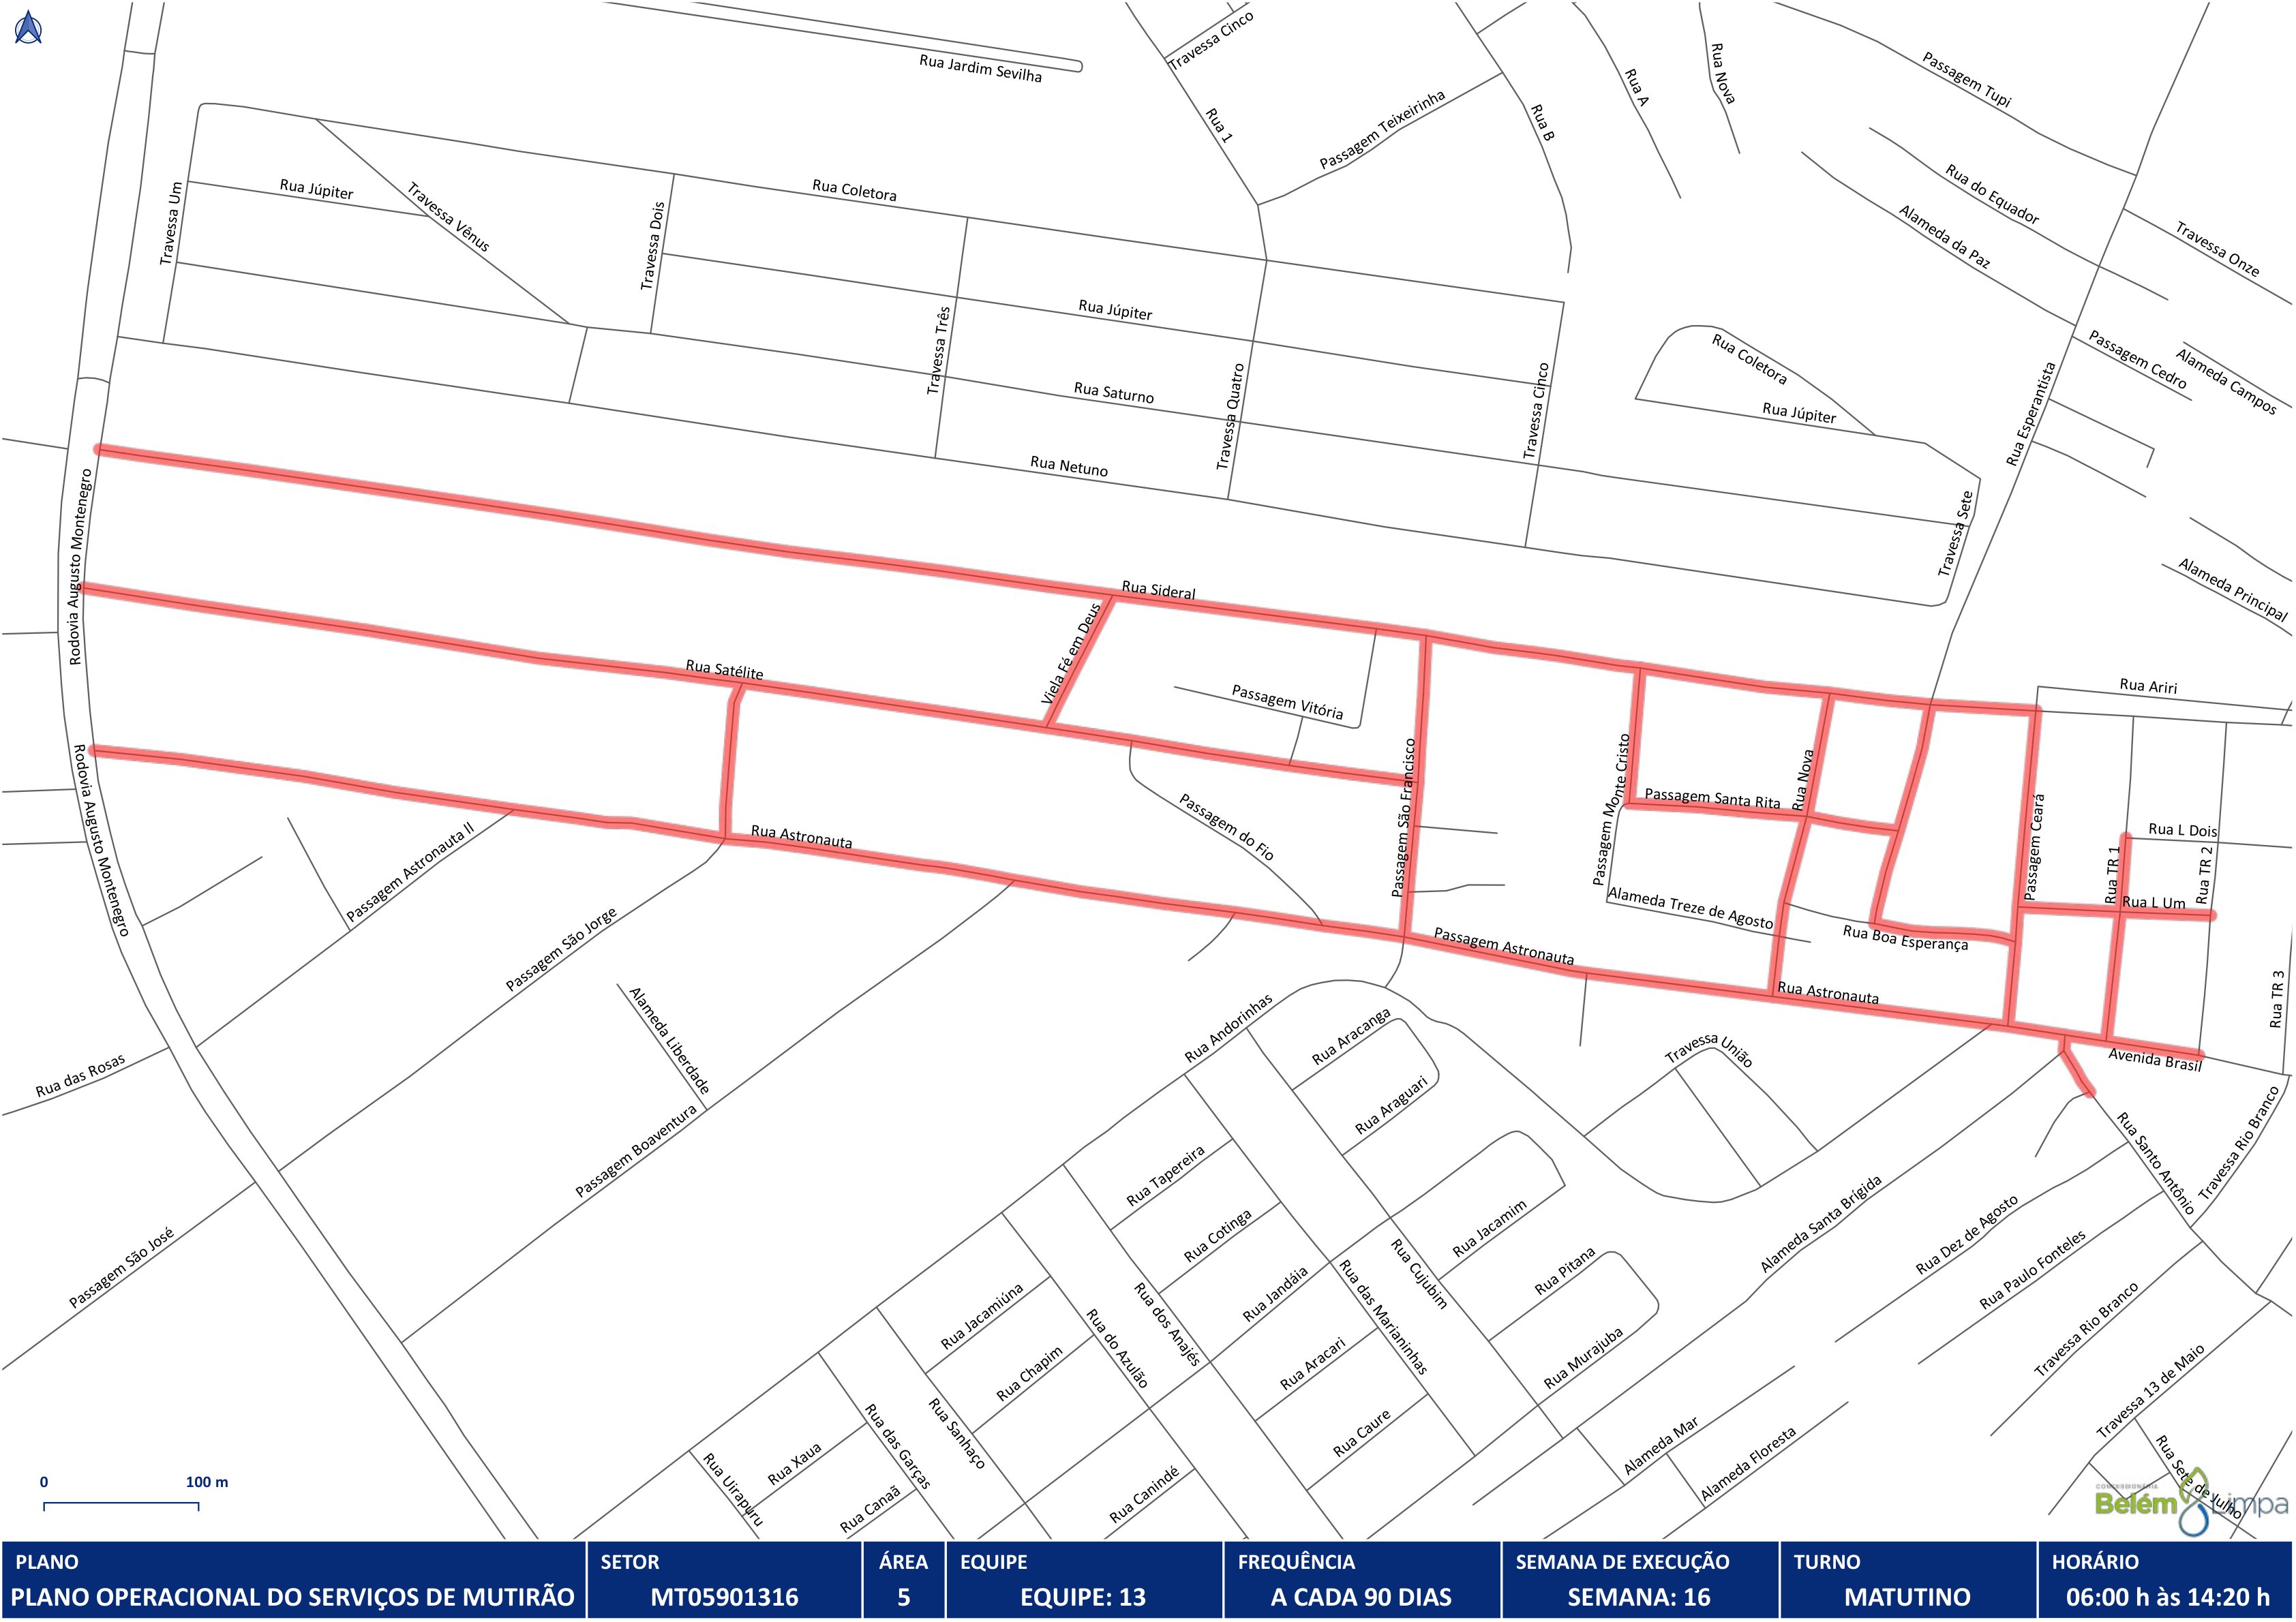 Travessa Cinco
Rua Jardim Sevilha
Rua 1
Passagem Teixeirinha
Rua B
Rua A
Rua Nova
Passagem Tupi
Rua do Equador
Alameda da Paz
Travessa Onze
Travessa Um
Rua Júpiter
Travessa Vênus
Travessa Dois
Rua Coletora
Travessa Três
Rua Júpiter
Rua Saturno
Travessa Quatro
Travessa Cinco
Rua Netuno
Rua Coletora
Rua Júpiter
Rua Esperantista
Passagem Cedro
Alameda Campos
Travessa Sete
Alameda Principal
Rodovia Augusto Montenegro
Rua Sideral
Viela Fé em Deus
Rua Satélite
Passagem Vitória
Passagem São Francisco
Passagem Monte Cristo
Passagem Santa Rita
Rua Nova
Rua Ariri
Passagem Ceará
Rua L Dois
Rua TR 1
Rua TR 2
Rua L Um
Rua TR 3
Rodovia Augusto Montenegro
Passagem Astronauta II
Rua Astronauta
Passagem do Fio
Alameda Treze de Agosto
Rua Boa Esperança
Passagem Astronauta
Rua Astronauta
Avenida Brasil
Passagem São Jorge
Alameda Liberdade
Passagem Boaventura
Rua das Rosas
Passagem São José
Rua Andorinhas
Rua Aracanga
Rua Araguari
Travessa União
Rua Tapereira
Rua Cotinga
Rua Jandáia
Rua Jacamim
Rua Pitana
Rua Murajuba
Rua Cujubim
Rua das Marianinhas
Rua dos Anajés
Rua do Azulão
Rua Jacamiúna
Rua Chapim
Rua Aracari
Rua Caure
Rua Canindé
Rua Sanhaço
Rua das Garças
Rua Xaua
Rua Canaã
Rua Uirapuru
Alameda Santa Brígida
Rua Santo Antônio
Travessa Rio Branco
Rua Dez de Agosto
Rua Paulo Fonteles
Travessa Rio Branco
Travessa 13 de Maio
Rua Sete de Julho
Alameda Mar
Alameda Floresta
0 100 m
CONCESSIONÁRIA
Belém Limpa
PLANO
PLANO OPERACIONAL DO SERVIÇOS DE MUTIRÃO
SETOR
MT05901316
ÁREA
5
EQUIPE
EQUIPE: 13
FREQUÊNCIA
A CADA 90 DIAS
SEMANA DE EXECUÇÃO
SEMANA: 16
TURNO
MATUTINO
HORÁRIO
06:00 h às 14:20 h